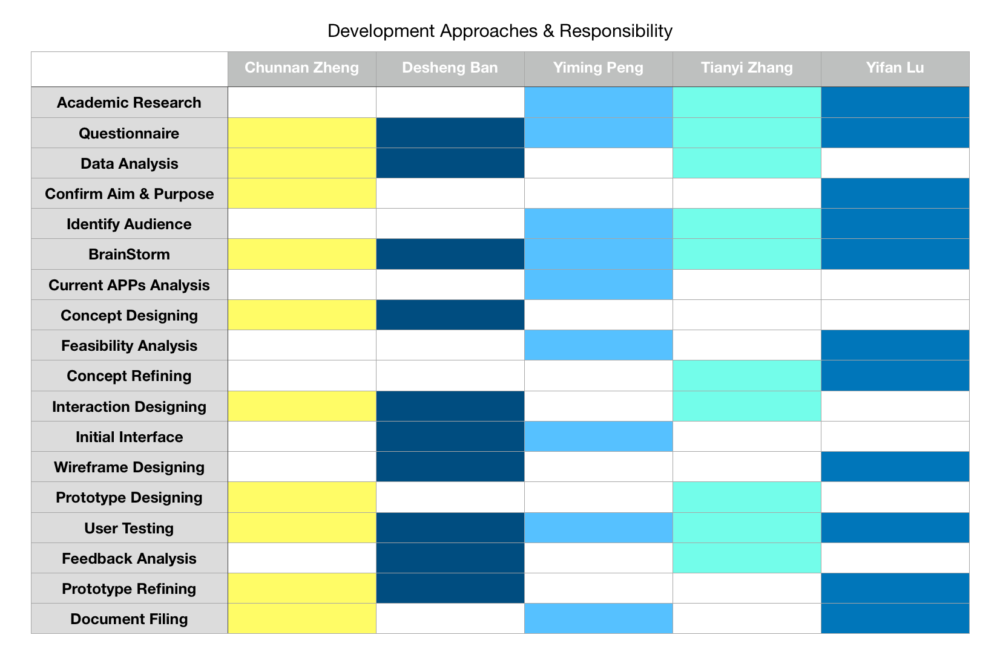 Development Approaches & Responsibility
Chunnan Zheng Desheng Ban Yiming Peng Tianyi Zhang Yifan Lu
Academic Research
Questionnaire
Data Analysis
Confirm Aim & Purpose
Identify Audience
BrainStorm
Current APPs Analysis
Concept Designing
Feasibility Analysis
Concept Refining
Interaction Designing
Initial Interface
Wireframe Designing
Prototype Designing
User Testing
Feedback Analysis
Prototype Refining
Document Filing